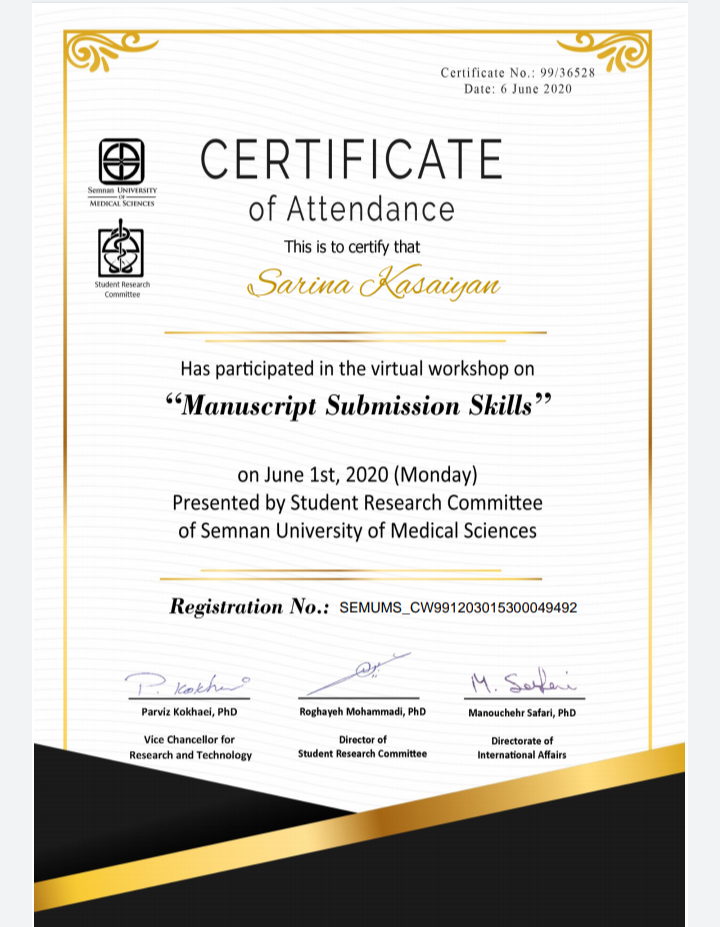 Certificate No.: 99/36528
Date: 6 June 2020
Semnan UNIVERSITY
OF
MEDICAL SCIENCES
Student Research
Committee
CERTIFICATE
of Attendance
This is to certify that
Sarina Kasaiyan
Has participated in the virtual workshop on
“Manuscript Submission Skills”
on June 1st, 2020 (Monday)
Presented by Student Research Committee
of Semnan University of Medical Sciences
Registration No.: SEMUMS_CW991203015300049492
P. Kokhaei
M. Safari
Parviz Kokhaei, PhD
Roghayeh Mohammadi, PhD
Manouchehr Safari, PhD
Vice Chancellor for
Research and Technology
Director of
Student Research Committee
Directorate of
International Affairs